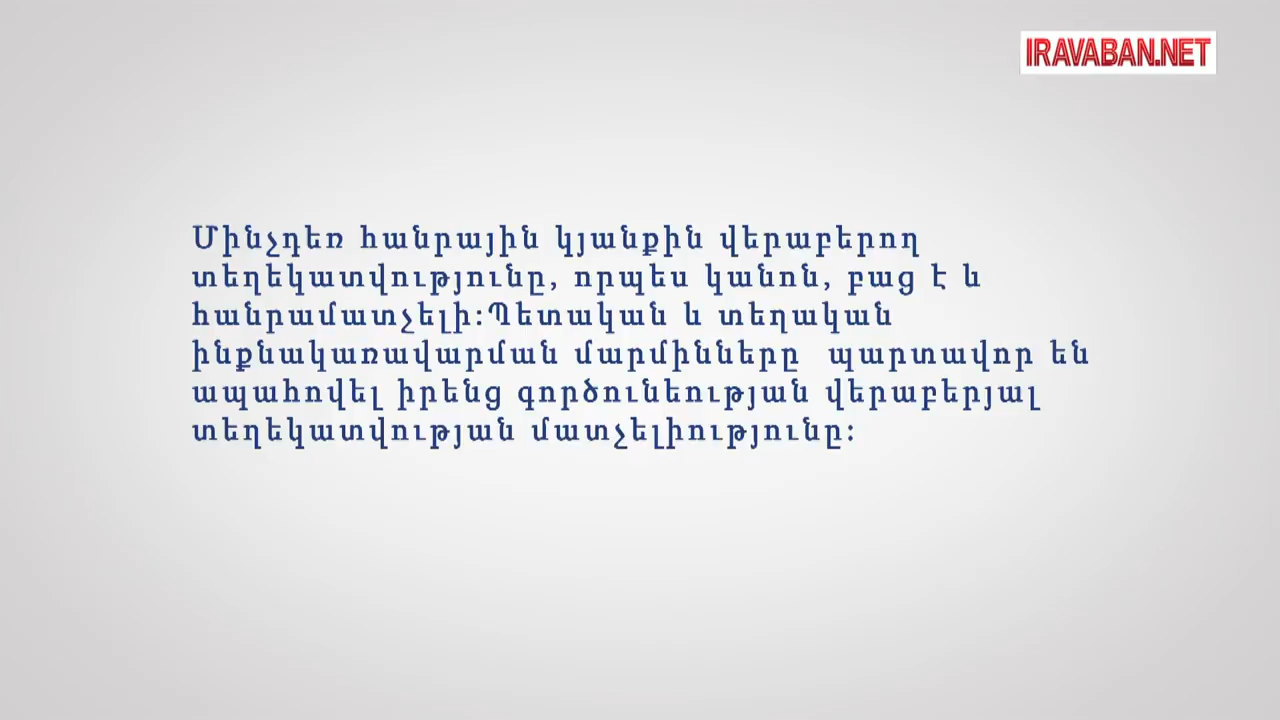 IRAVABAN.NET
Մինչդեռ հանրային կյանքին վերաբերող
տեղեկատվությունը, որպես կանոն, բաց է և
հանրամատչելի:Պետական և տեղական
ինքնակառավարման մարմինները  պարտավոր են
ապահովել իրենց գործունեության վերաբերյալ
տեղեկատվության մատչելիությունը: